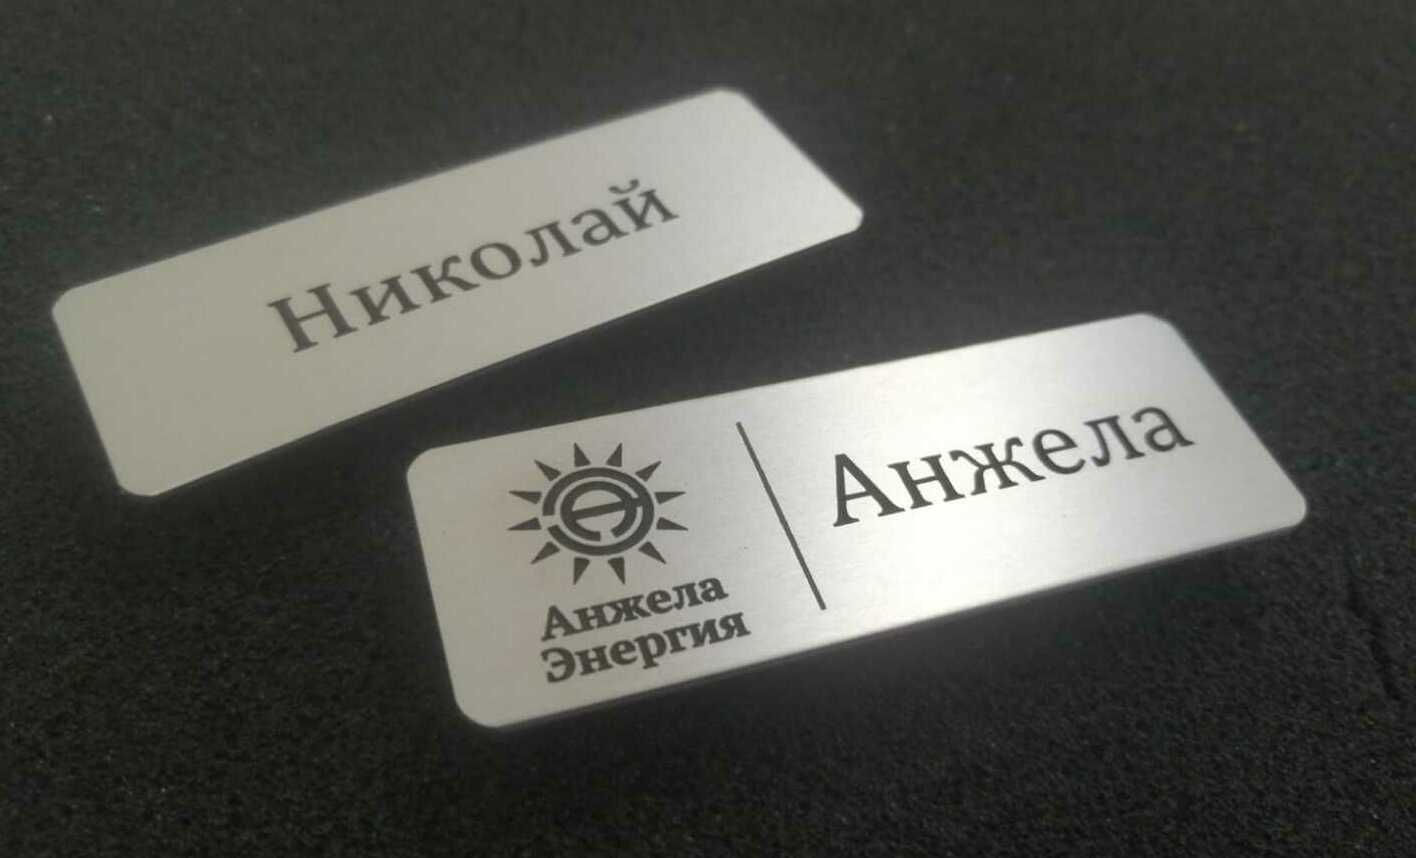 Николай
Анжела
Энергия
Анжела